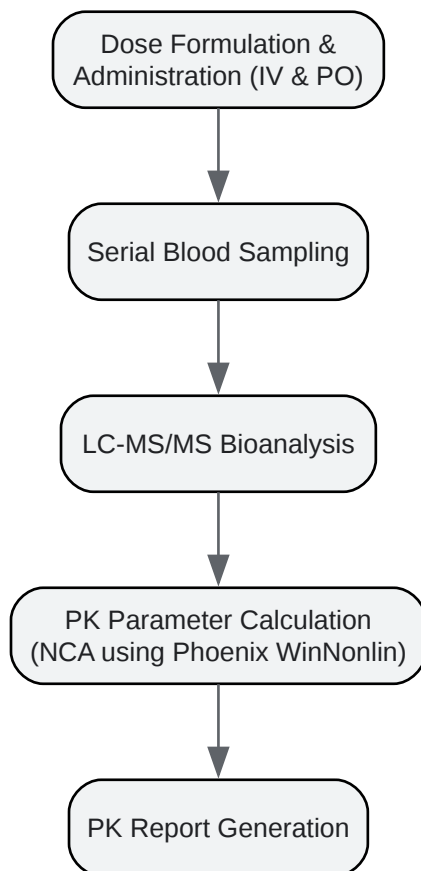 Dose Formulation &
Administration (IV & PO)
Serial Blood Sampling
LC-MS/MS Bioanalysis
PK Parameter Calculation
(NCA using Phoenix WinNonlin)
PK Report Generation